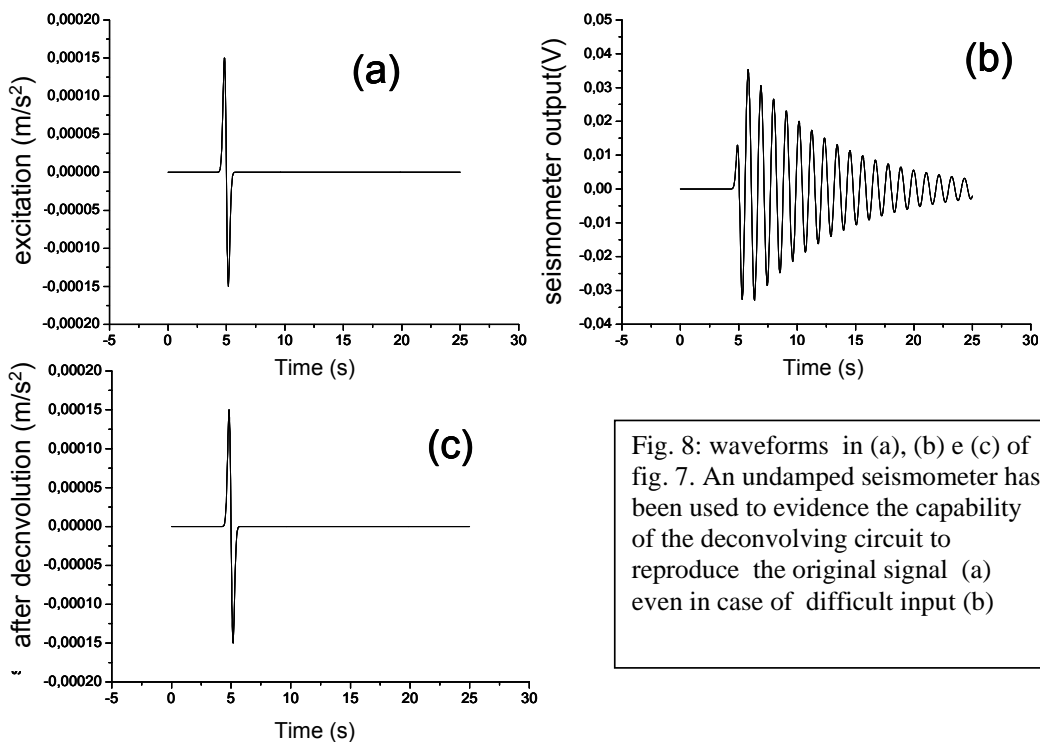 0,00020
0,00015
0,00010
0,00005
0,00000
-0,00005
-0,00010
-0,00015
-0,00020
excitation (m/s²)
(a)
-5 0 5 10 15 20 25 30
Time (s)
0,05
0,04
0,03
0,02
0,01
0,00
-0,01
-0,02
-0,03
-0,04
seismometer output(V)
(b)
-5 0 5 10 15 20 25 30
Time (s)
0,00020
0,00015
0,00010
0,00005
0,00000
-0,00005
-0,00010
-0,00015
-0,00020
after decnvolution (m/s²)
(c)
-5 0 5 10 15 20 25 30
Time (s)
Fig. 8: waveforms in (a), (b) e (c) of
fig. 7. An undamped seismometer has
been used to evidence the capability
of the deconvolving circuit to
reproduce the original signal (a)
even in case of difficult input (b)